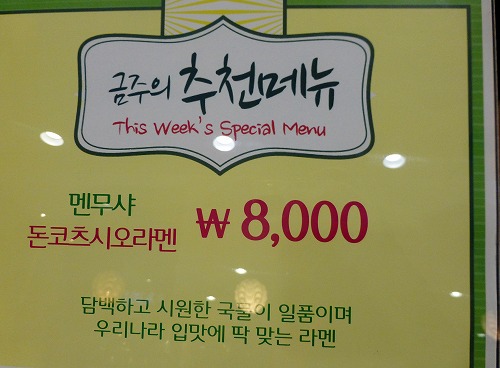 금주의 추천메뉴
This Week's Special Menu
멘무샤
돈코츠시오라멘 ₩ 8,000
담백하고 시원한 국물이 일품이며
우리나라 입맛에 딱 맞는 라멘